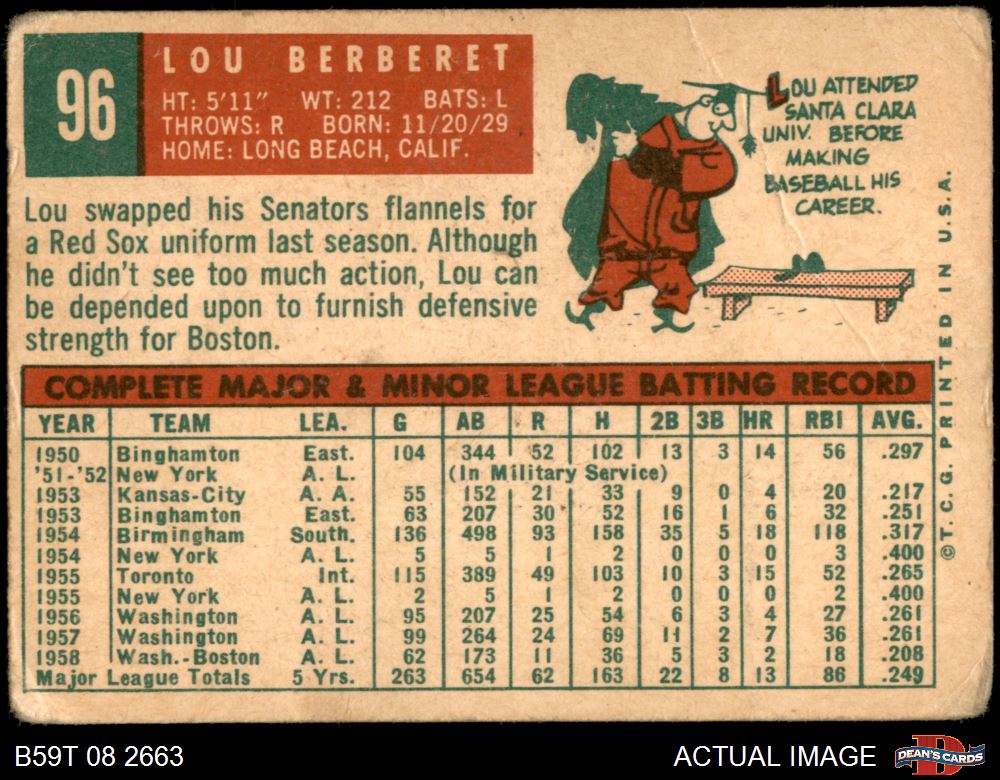 96
LOU BERBERET
HT: 5'11" WT: 212 BATS: L
THROWS: R BORN: 11/20/29
HOME: LONG BEACH, CALIF.
LOU ATTENDED
SANTA CLARA
UNIV. BEFORE
MAKING
BASEBALL HIS
CAREER.
Lou swapped his Senators flannels for
a Red Sox uniform last season. Although
he didn't see too much action, Lou can
be depended upon to furnish defensive
strength for Boston.
COMPLETE MAJOR & MINOR LEAGUE BATTING RECORD
YEAR TEAM LEA. G AB R H 2B 3B HR RBI AVG.
1950 Binghamton East. 104 344 52 102 13 3 14 56 .297
'51-'52 New York A. L. (In Military Service)
1953 Kansas-City A. A. 55 152 21 33 9 0 4 20 .217
1953 Binghamton East. 63 207 30 52 16 1 6 32 .251
1954 Birmingham South. 136 498 93 158 35 5 18 118 .317
1954 New York A. L. 5 5 1 2 0 0 0 3 .400
1955 Toronto Int. 115 389 49 103 10 3 15 52 .265
1955 New York A. L. 2 5 1 2 0 0 0 2 .400
1956 Washington A. L. 95 207 25 54 6 3 4 27 .261
1957 Washington A. L. 99 264 24 69 11 2 7 36 .261
1958 Wash.-Boston A. L. 62 173 11 36 5 3 2 18 .208
Major League Totals 5 Yrs. 263 654 62 163 22 8 13 86 .249
©T. C. G. PRINTED IN U.S.A.
B59T 08 2663
ACTUAL IMAGE
DEAN'S CARDS